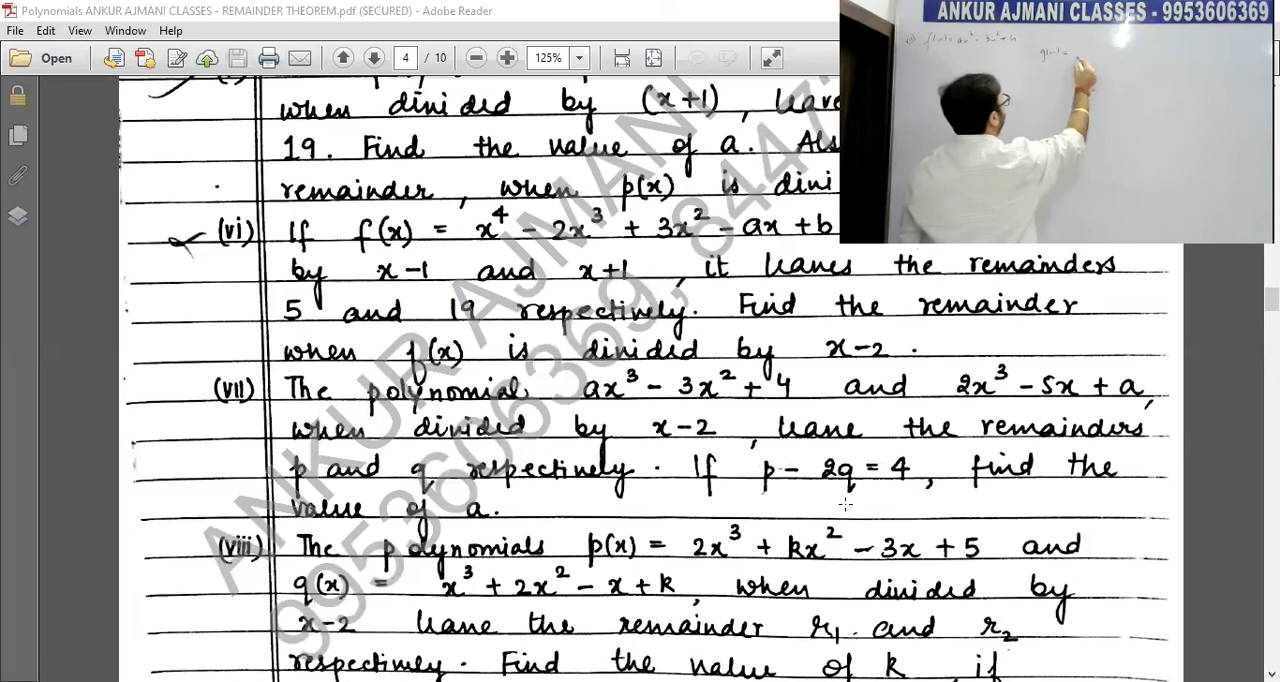 Polynomials ANKUR AJMANI CLASSES - REMAINDER THEOREM.pdf (SECURED) - Adobe Reader
File Edit View Window Help
Open 4 / 10 125%
ANKUR AJMANI CLASSES - 9953606369
when divided by (x+1), leave
19. Find the value of a. Als
remainder, when p(x) is divi
(vi) If f(x) = x⁴ - 2x³ + 3x² - ax + b
by x-1 and x+1, it leaves the remainders
5 and 19 respectively. Find the remainder
when f(x) is divided by x-2.
(vii) The polynomial ax³ - 3x² + 4 and 2x³ - 5x + a,
when divided by x-2, leave the remainders
p and q respectively. If p - 2q = 4, find the
value of a.
(viii) The polynomials p(x) = 2x³ + kx² - 3x + 5 and
q(x) = x³ + 2x² - x + k, when divided by
x-2 leave the remainder r₁ and r₂
respectively. Find the value of k, if
ANKUR AJMANI
9953606369, 84477